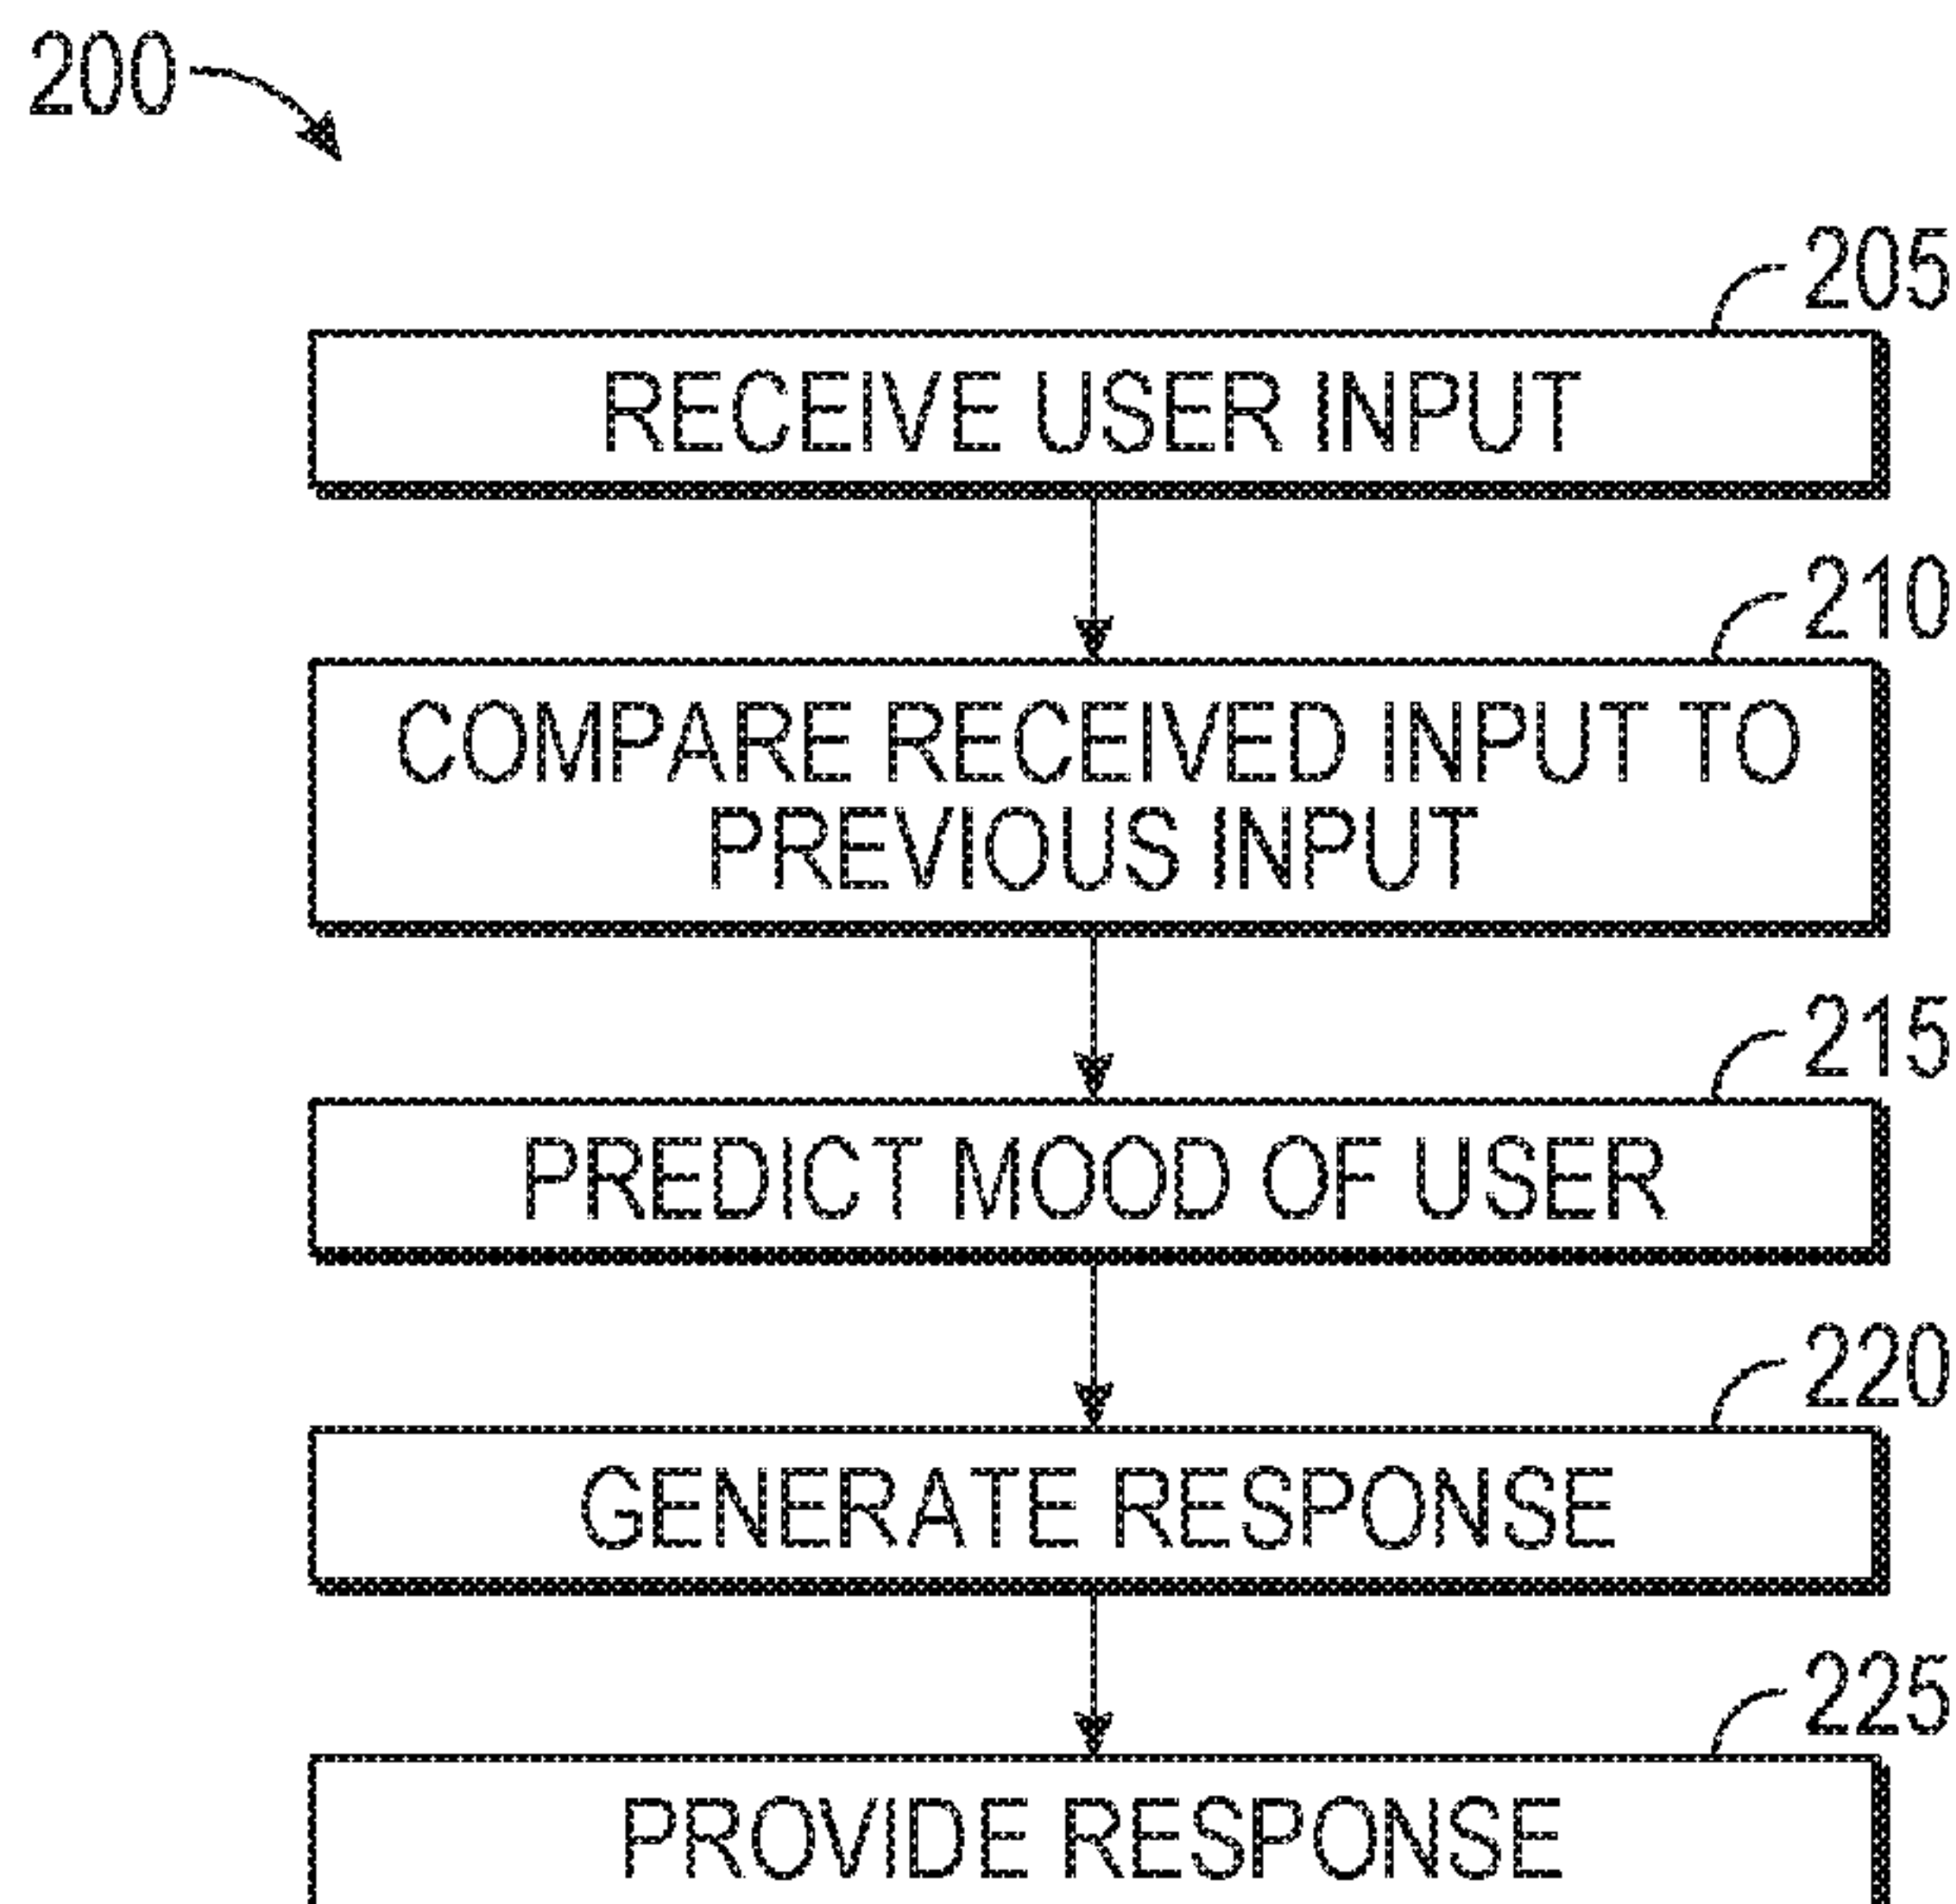 200
205
RECEIVE USER INPUT
210
COMPARE RECEIVED INPUT TO
PREVIOUS INPUT
215
PREDICT MOOD OF USER
220
GENERATE RESPONSE
225
PROVIDE RESPONSE